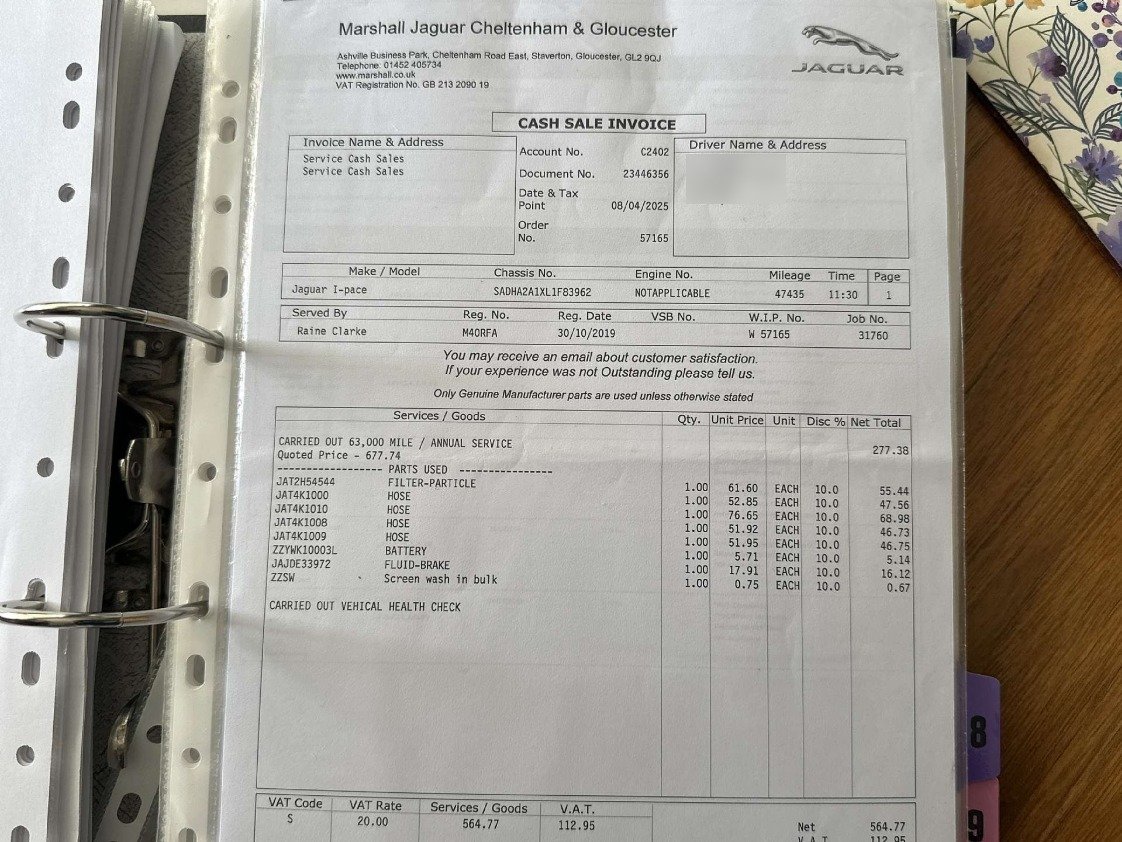 Marshall Jaguar Cheltenham & Gloucester
Ashville Business Park, Cheltenham Road East, Staverton, Gloucester, GL2 9QJ
Telephone: 01452 405734
www.marshall.co.uk
VAT Registration No. GB 213 2090 19
JAGUAR
CASH SALE INVOICE
Invoice Name & Address
Service Cash Sales
Service Cash Sales
Account No. C2402
Document No. 23446356
Date & Tax
Point 08/04/2025
Order
No. 57165
Driver Name & Address
Make / Model Chassis No. Engine No. Mileage Time Page
Jaguar I-pace SADHA2A1XL1F83962 NOTAPPLICABLE 47435 11:30 1
Served By Reg. No. Reg. Date VSB No. W.I.P. No. Job No.
Raine Clarke M40RFA 30/10/2019 W 57165 31760
You may receive an email about customer satisfaction.
If your experience was not Outstanding please tell us.
Only Genuine Manufacturer parts are used unless otherwise stated
Services / Goods Qty. Unit Price Unit Disc % Net Total
CARRIED OUT 63,000 MILE / ANNUAL SERVICE 277.38
Quoted Price - 677.74
------------------ PARTS USED ----------------
JAT2H54544 FILTER-PARTICLE 1.00 61.60 EACH 10.0 55.44
JAT4K1000 HOSE 1.00 52.85 EACH 10.0 47.56
JAT4K1010 HOSE 1.00 76.65 EACH 10.0 68.98
JAT4K1008 HOSE 1.00 51.92 EACH 10.0 46.73
JAT4K1009 HOSE 1.00 51.95 EACH 10.0 46.75
ZZYWK10003L BATTERY 1.00 5.71 EACH 10.0 5.14
JAJDE33972 FLUID-BRAKE 1.00 17.91 EACH 10.0 16.12
ZZSW Screen wash in bulk 1.00 0.75 EACH 10.0 0.67
CARRIED OUT VEHICAL HEALTH CHECK
VAT Code VAT Rate Services / Goods V.A.T.
S 20.00 564.77 112.95
Net 564.77
V.A.T. 112.95
8
9